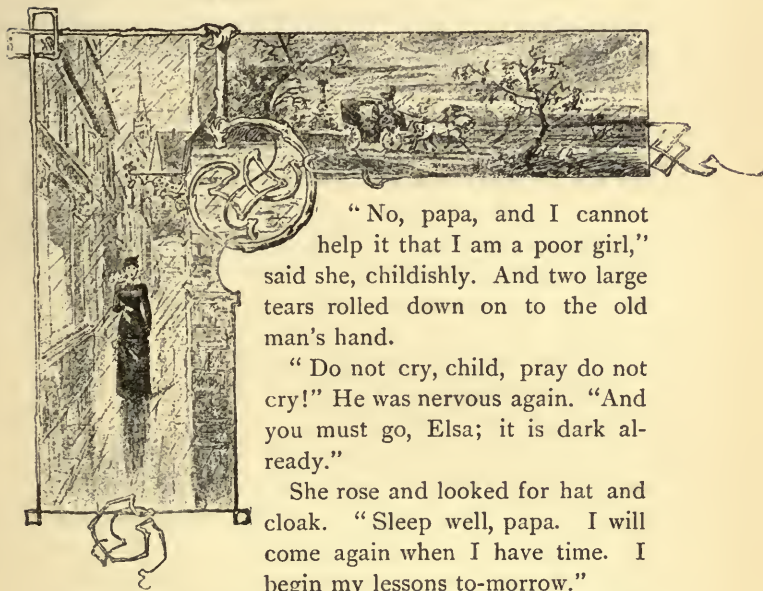 “ No, papa, and I cannot
help it that I am a poor girl,”
said she, childishly. And two large
tears rolled down on to the old
man's hand.
“ Do not cry, child, pray do not
cry!” He was nervous again. “And
you must go, Elsa; it is dark al-
ready.”
She rose and looked for hat and
cloak. “ Sleep well, papa. I will
come again when I have time. I
begin my lessons to-morrow.”